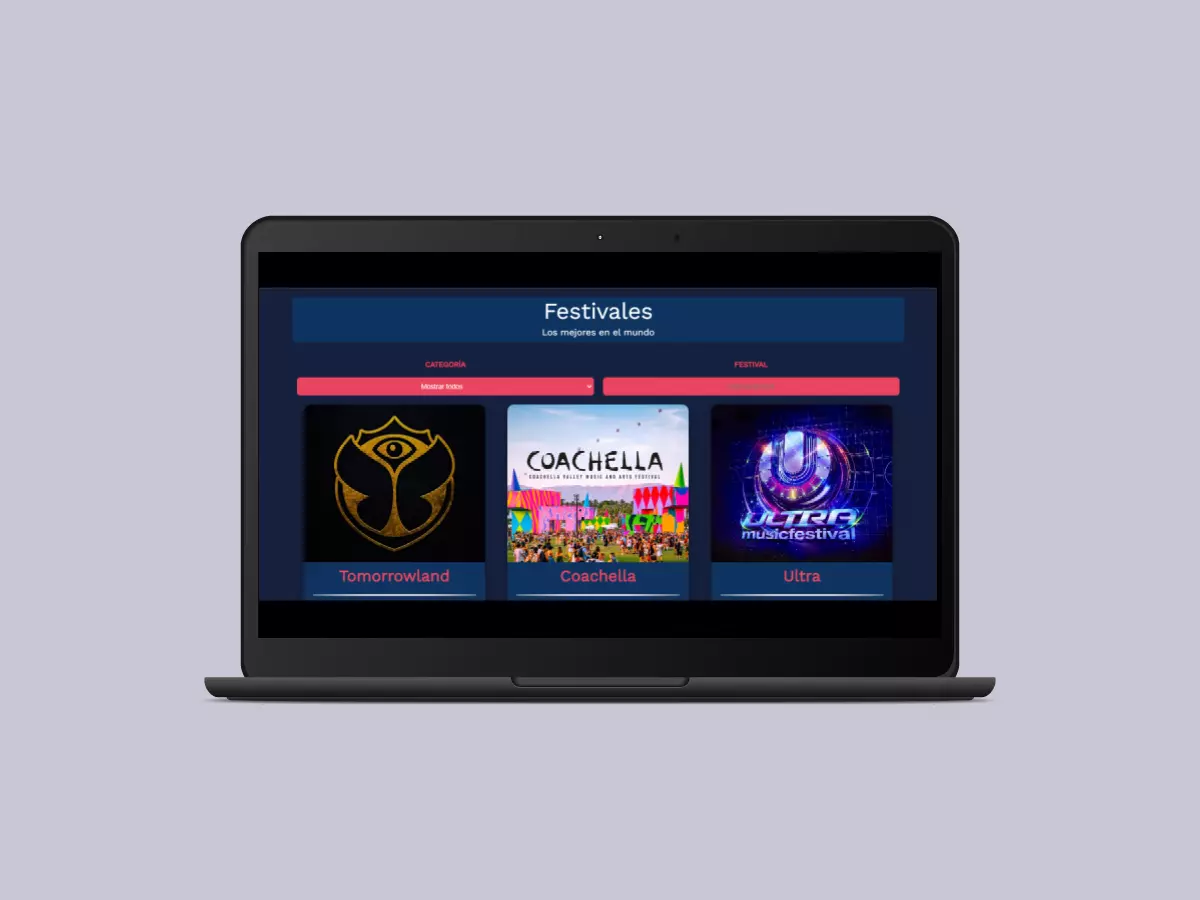 Festivales
Los mejores en el mundo
CATEGORÍA
FESTIVAL
Mostrar todos
COACHELLA
COACHELLA VALLEY MUSIC AND ARTS FESTIVAL
ULTRA
musicfestival
Tomorrowland
Coachella
Ultra